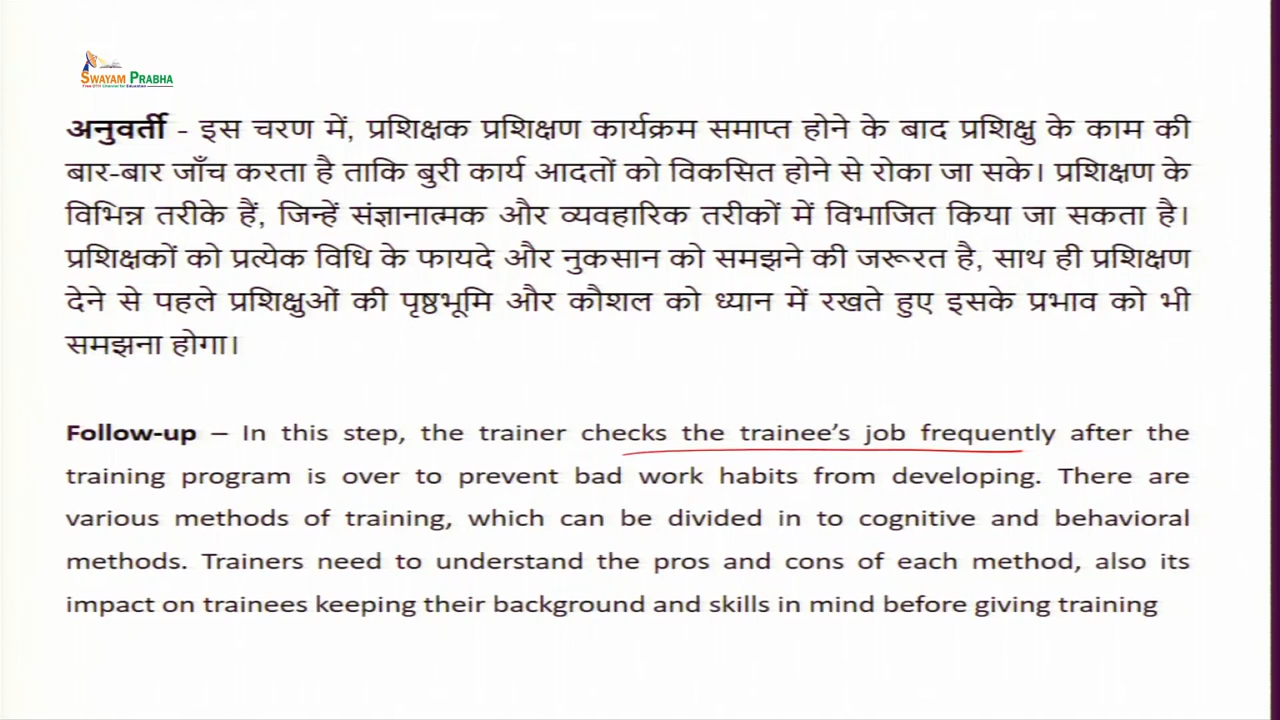 SWAYAM PRABHA
Free DTH Channel for Education
अनुवर्ती - इस चरण में, प्रशिक्षक प्रशिक्षण कार्यक्रम समाप्त होने के बाद प्रशिक्षु के काम की
बार-बार जाँच करता है ताकि बुरी कार्य आदतों को विकसित होने से रोका जा सके। प्रशिक्षण के
विभिन्न तरीके हैं, जिन्हें संज्ञानात्मक और व्यवहारिक तरीकों में विभाजित किया जा सकता है।
प्रशिक्षकों को प्रत्येक विधि के फायदे और नुकसान को समझने की जरूरत है, साथ ही प्रशिक्षण
देने से पहले प्रशिक्षुओं की पृष्ठभूमि और कौशल को ध्यान में रखते हुए इसके प्रभाव को भी
समझना होगा।
Follow-up – In this step, the trainer checks the trainee’s job frequently after the
training program is over to prevent bad work habits from developing. There are
various methods of training, which can be divided in to cognitive and behavioral
methods. Trainers need to understand the pros and cons of each method, also its
impact on trainees keeping their background and skills in mind before giving training